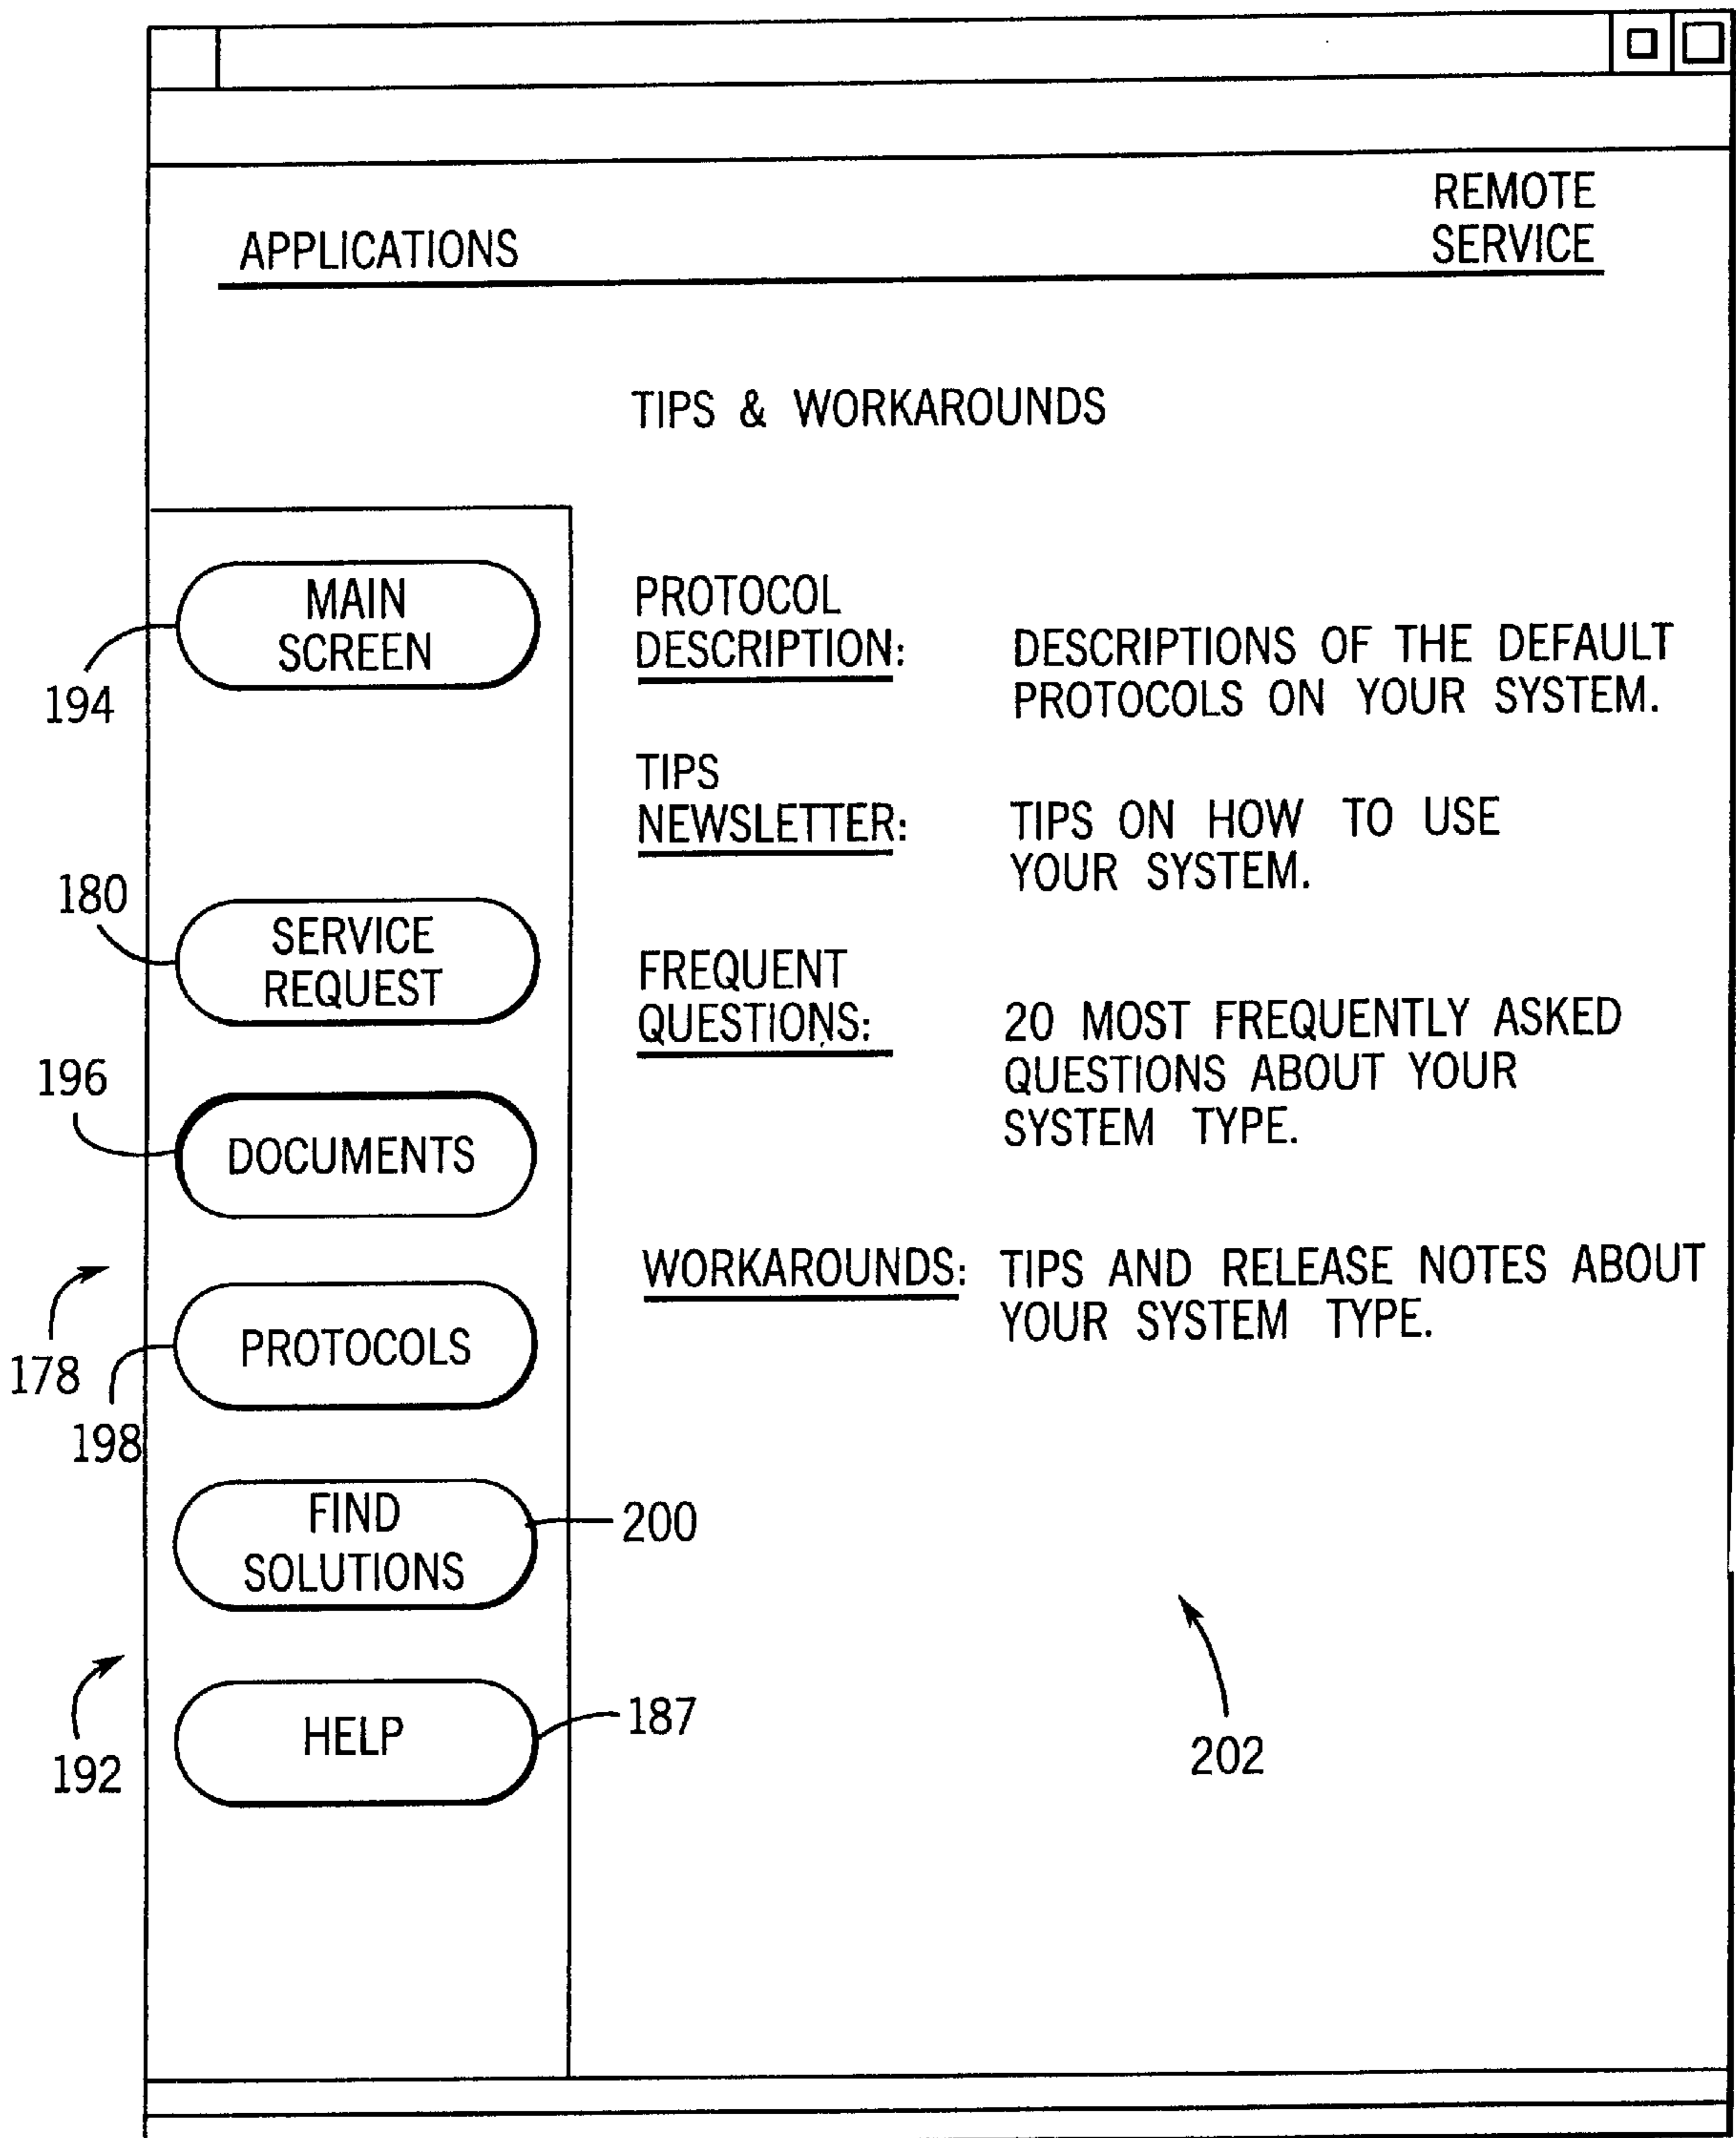 REMOTE
SERVICE
APPLICATIONS
TIPS & WORKAROUNDS
MAIN
SCREEN
194
180
SERVICE
REQUEST
196
DOCUMENTS
178
PROTOCOLS
198
FIND
SOLUTIONS
200
192
HELP
187
PROTOCOL
DESCRIPTION:
DESCRIPTIONS OF THE DEFAULT
PROTOCOLS ON YOUR SYSTEM.
TIPS
NEWSLETTER:
TIPS ON HOW TO USE
YOUR SYSTEM.
FREQUENT
QUESTIONS:
20 MOST FREQUENTLY ASKED
QUESTIONS ABOUT YOUR
SYSTEM TYPE.
WORKAROUNDS:
TIPS AND RELEASE NOTES ABOUT
YOUR SYSTEM TYPE.
202